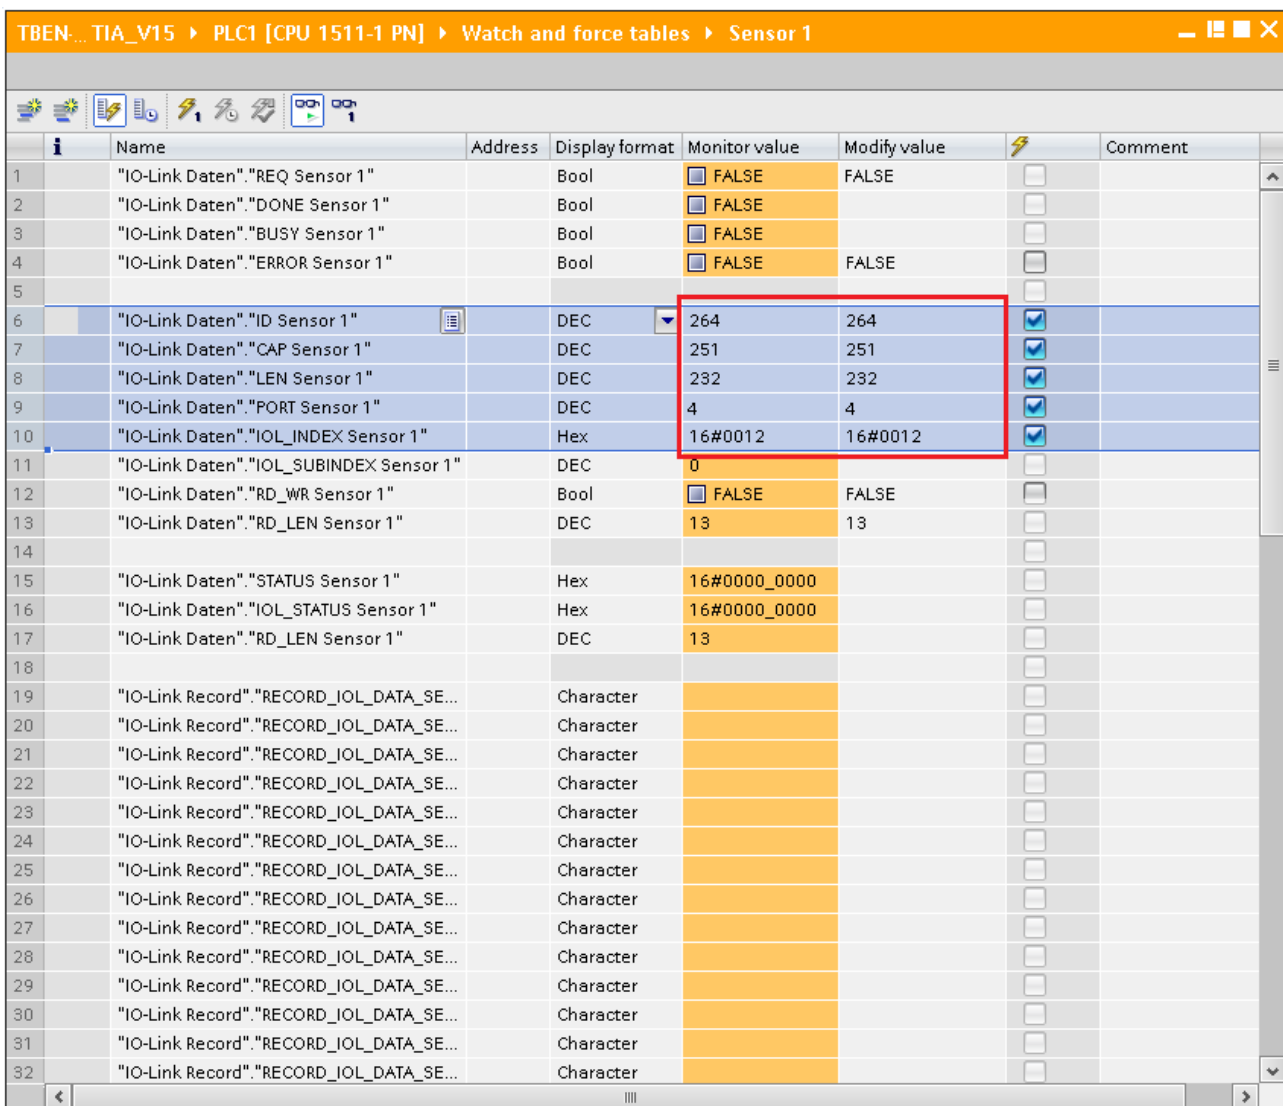 TBEN-... TIA_V15 ▸ PLC1 [CPU 1511-1 PN] ▸ Watch and force tables ▸ Sensor 1
i Name Address Display format Monitor value Modify value Comment
1 "IO-Link Daten"."REQ Sensor 1" Bool FALSE FALSE
2 "IO-Link Daten"."DONE Sensor 1" Bool FALSE
3 "IO-Link Daten"."BUSY Sensor 1" Bool FALSE
4 "IO-Link Daten"."ERROR Sensor 1" Bool FALSE FALSE
5
6 "IO-Link Daten"."ID Sensor 1" DEC 264 264
7 "IO-Link Daten"."CAP Sensor 1" DEC 251 251
8 "IO-Link Daten"."LEN Sensor 1" DEC 232 232
9 "IO-Link Daten"."PORT Sensor 1" DEC 4 4
10 "IO-Link Daten"."IOL_INDEX Sensor 1" Hex 16#0012 16#0012
11 "IO-Link Daten"."IOL_SUBINDEX Sensor 1" DEC 0
12 "IO-Link Daten"."RD_WR Sensor 1" Bool FALSE FALSE
13 "IO-Link Daten"."RD_LEN Sensor 1" DEC 13 13
14
15 "IO-Link Daten"."STATUS Sensor 1" Hex 16#0000_0000
16 "IO-Link Daten"."IOL_STATUS Sensor 1" Hex 16#0000_0000
17 "IO-Link Daten"."RD_LEN Sensor 1" DEC 13
18
19 "IO-Link Record"."RECORD_IOL_DATA_SE... Character
20 "IO-Link Record"."RECORD_IOL_DATA_SE... Character
21 "IO-Link Record"."RECORD_IOL_DATA_SE... Character
22 "IO-Link Record"."RECORD_IOL_DATA_SE... Character
23 "IO-Link Record"."RECORD_IOL_DATA_SE... Character
24 "IO-Link Record"."RECORD_IOL_DATA_SE... Character
25 "IO-Link Record"."RECORD_IOL_DATA_SE... Character
26 "IO-Link Record"."RECORD_IOL_DATA_SE... Character
27 "IO-Link Record"."RECORD_IOL_DATA_SE... Character
28 "IO-Link Record"."RECORD_IOL_DATA_SE... Character
29 "IO-Link Record"."RECORD_IOL_DATA_SE... Character
30 "IO-Link Record"."RECORD_IOL_DATA_SE... Character
31 "IO-Link Record"."RECORD_IOL_DATA_SE... Character
32 "IO-Link Record"."RECORD_IOL_DATA_SE... Character